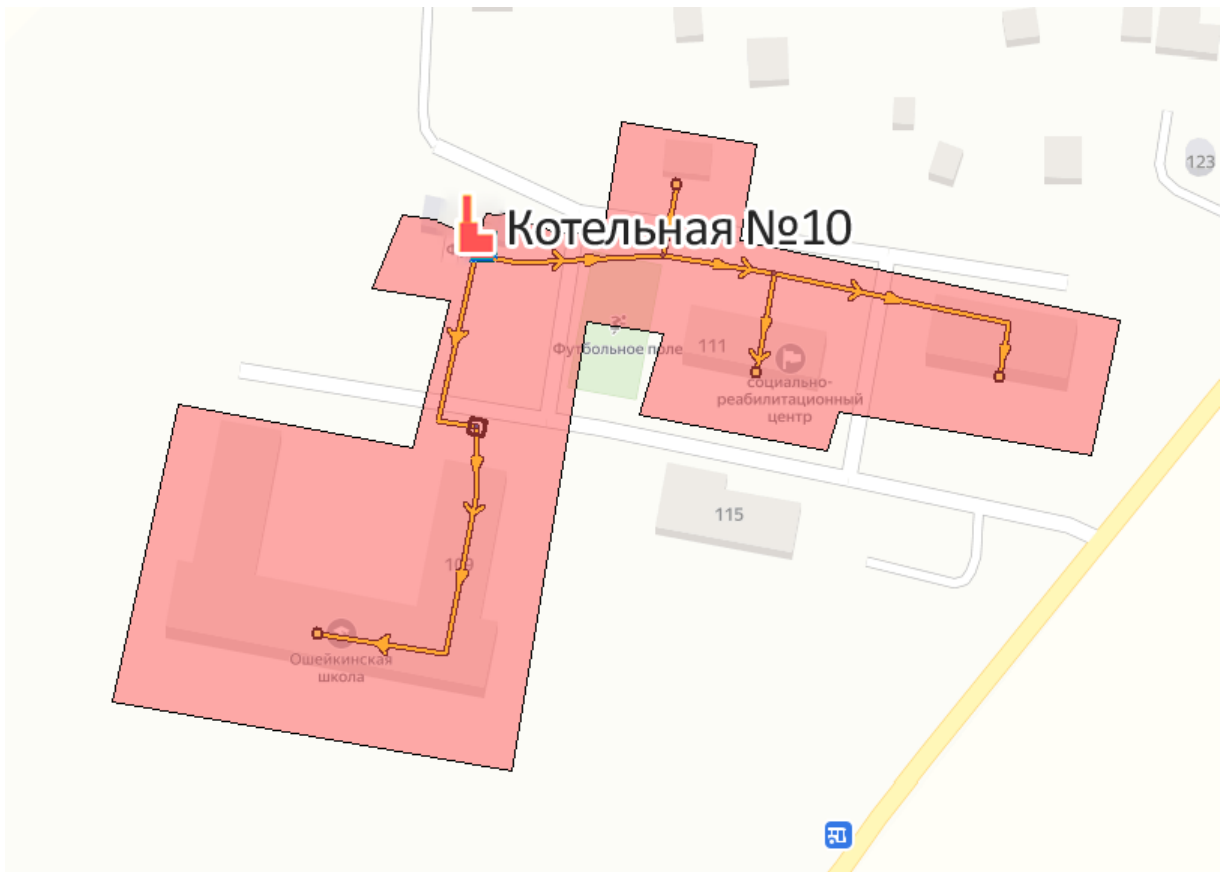 123
Котельная №10
Футбольное поле
111
социально-
реабилитационный
центр
115
109
Ошейкинская
школа